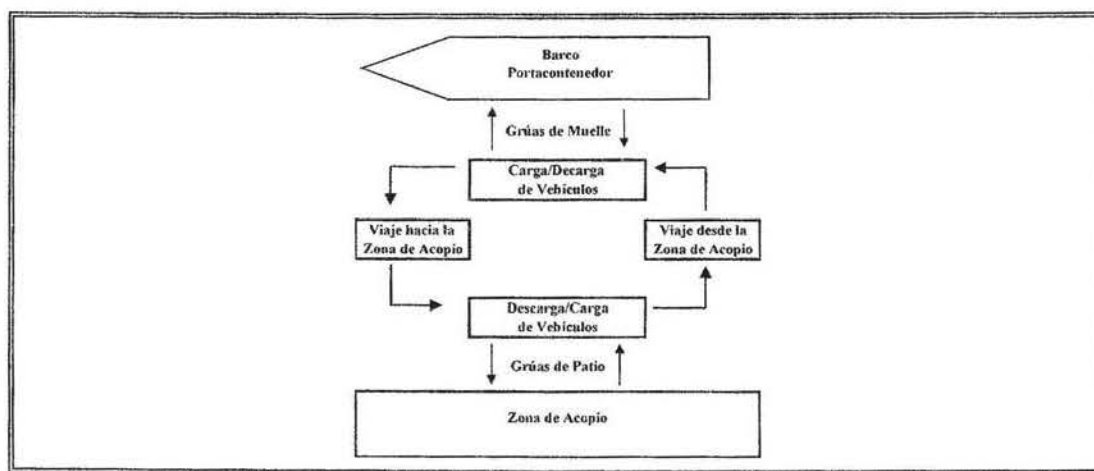 Barco
Portacontenedor
Grúas de Muelle
Carga/Decarga
de Vehículos
Viaje hacia la
Zona de Acopio
Viaje desde la
Zona de Acopio
Descarga/Carga
de Vehículos
Grúas de Patio
Zona de Acopio